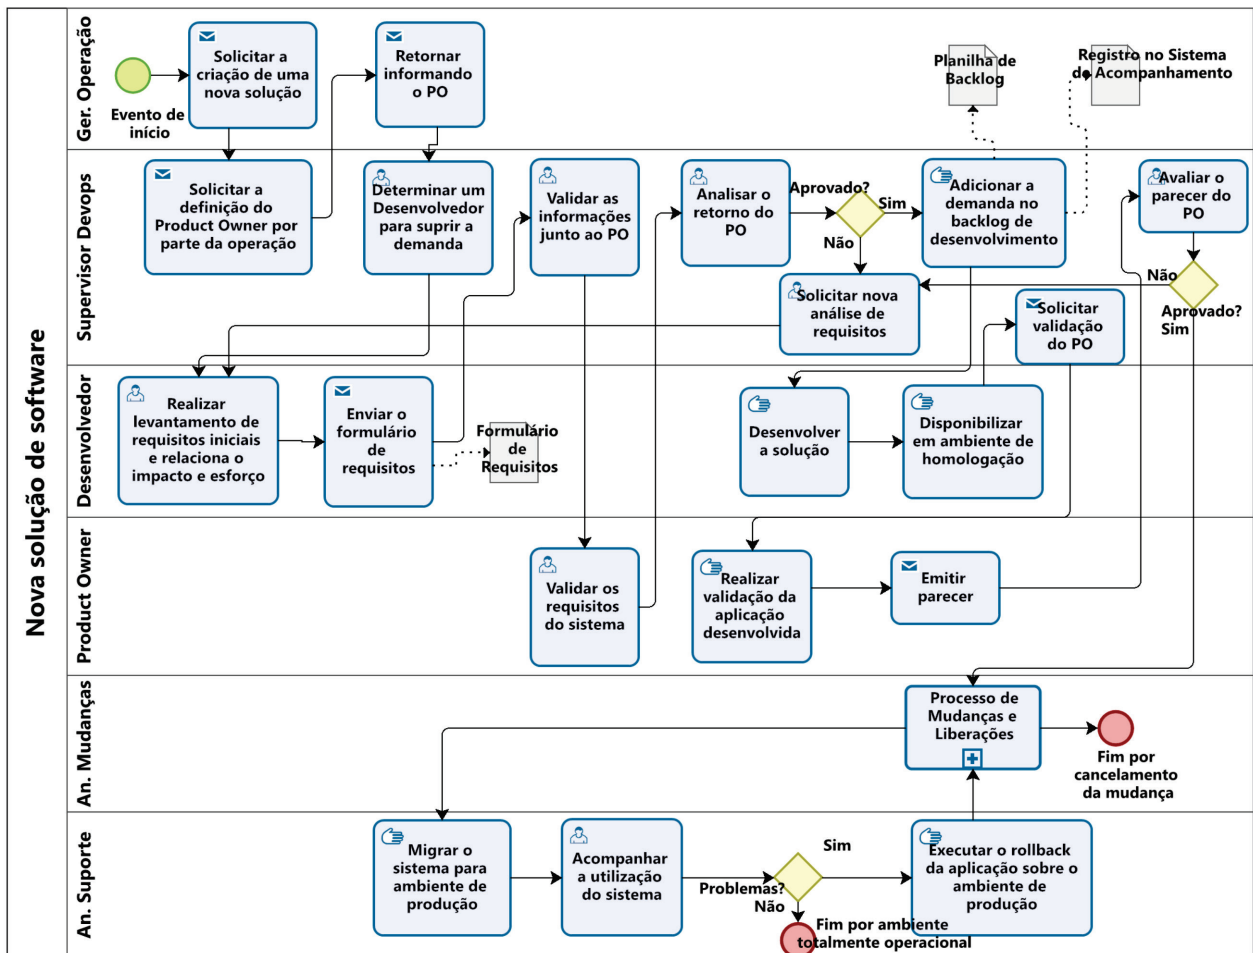 Nova solução de software
Ger. Operação
Evento de
início
Solicitar a
criação de uma
nova solução
Retornar
informando
o PO
Planilha de
Backlog
Registro no Sistema
de Acompanhamento
Supervisor Devops
Solicitar a
definição do
Product Owner por
parte da operação
Determinar um
Desenvolvedor
para suprir a
demanda
Validar as
informações
junto ao PO
Analisar o
retorno do
PO
Aprovado?
Sim
Não
Adicionar a
demanda no
backlog de
desenvolvimento
Avaliar o
parecer do
PO
Não
Aprovado?
Sim
Solicitar nova
análise de
requisitos
Solicitar
validação
do PO
Desenvolvedor
Realizar
levantamento de
requisitos iniciais
e relaciona o
impacto e esforço
Enviar o
formulário
de
requisitos
Formulário
de
Requisitos
Desenvolver
a solução
Disponibilizar
em ambiente de
homologação
Product Owner
Validar os
requisitos
do sistema
Realizar
validação da
aplicação
desenvolvida
Emitir
parecer
An. Mudanças
Processo de
Mudanças e
Liberações
Fim por
cancelamento
da mudança
An. Suporte
Migrar o
sistema para
ambiente de
produção
Acompanhar
a utilização
do sistema
Problemas?
Sim
Não
Fim por ambiente
totalmente operacional
Executar o rollback
da aplicação sobre o
ambiente de
produção